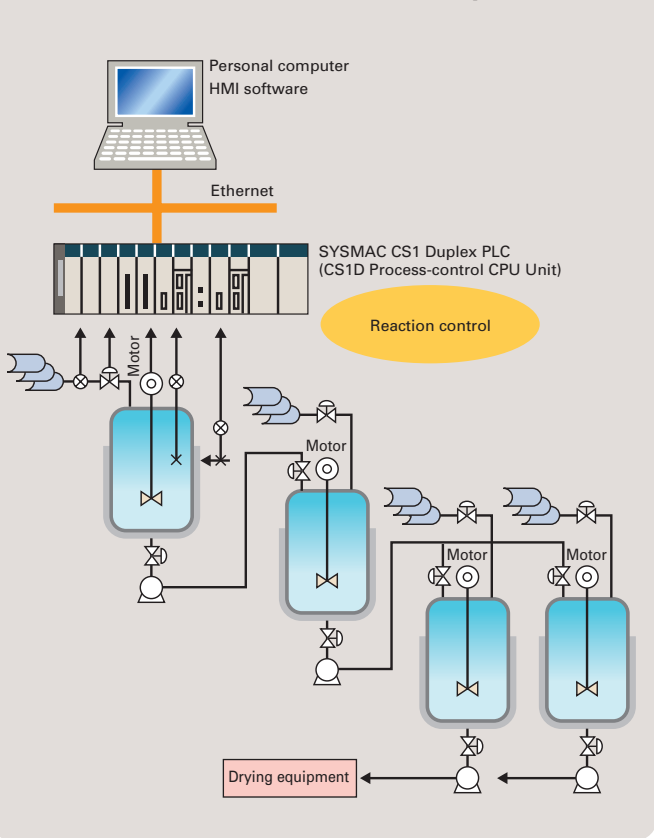 Personal computer
HMI software
Ethernet
SYSMAC CS1 Duplex PLC
(CS1D Process-control CPU Unit)
Reaction control
Motor
Motor
Motor
Motor
Drying equipment